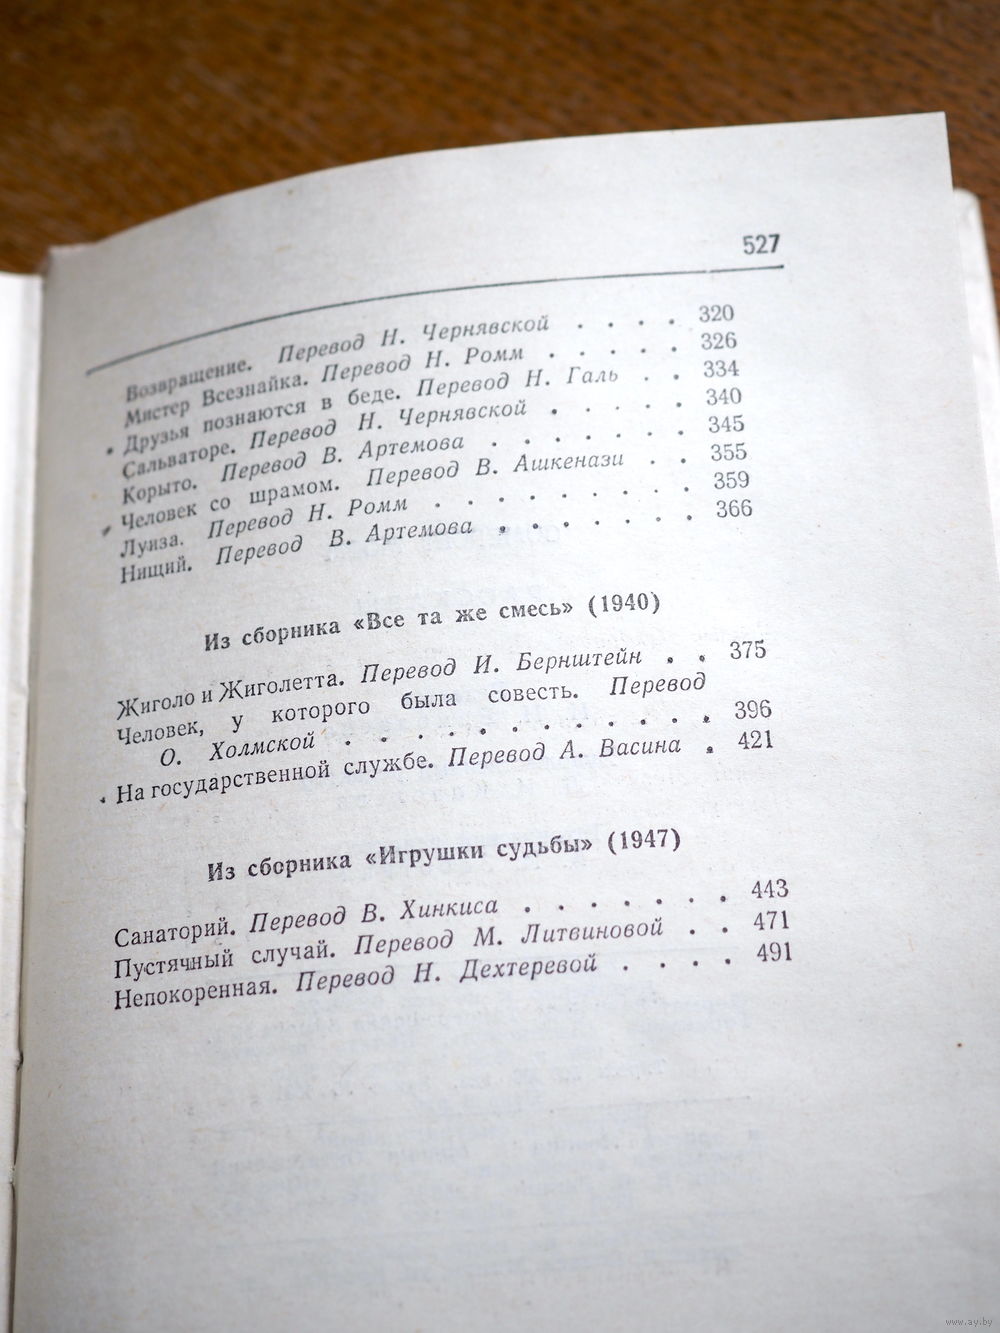 527
Возвращение. Перевод Н. Чернявской . . . . 320
Мистер Всезнайка. Перевод Н. Ромм . . . . . 326
Друзья познаются в беде. Перевод Н. Галь . . 334
Сальваторе. Перевод Н. Чернявской . . . . . 340
Корыто. Перевод В. Артемова . . . . . . . 345
Человек со шрамом. Перевод В. Ашкенази . . 355
Луиза. Перевод Н. Ромм . . . . . . . . . 359
Нищий. Перевод В. Артемова . . . . . . . 366
Из сборника «Все та же смесь» (1940)
Жиголо и Жиголетта. Перевод И. Бернштейн . . 375
Человек, у которого была совесть. Перевод
О. Холмской . . . . . . . . . . . . 396
На государственной службе. Перевод А. Васина . 421
Из сборника «Игрушки судьбы» (1947)
Санаторий. Перевод В. Хинкиса . . . . . . . 443
Пустячный случай. Перевод М. Литвиновой . . 471
Непокоренная. Перевод Н. Дехтеревой . . . . 491
www.ay.by